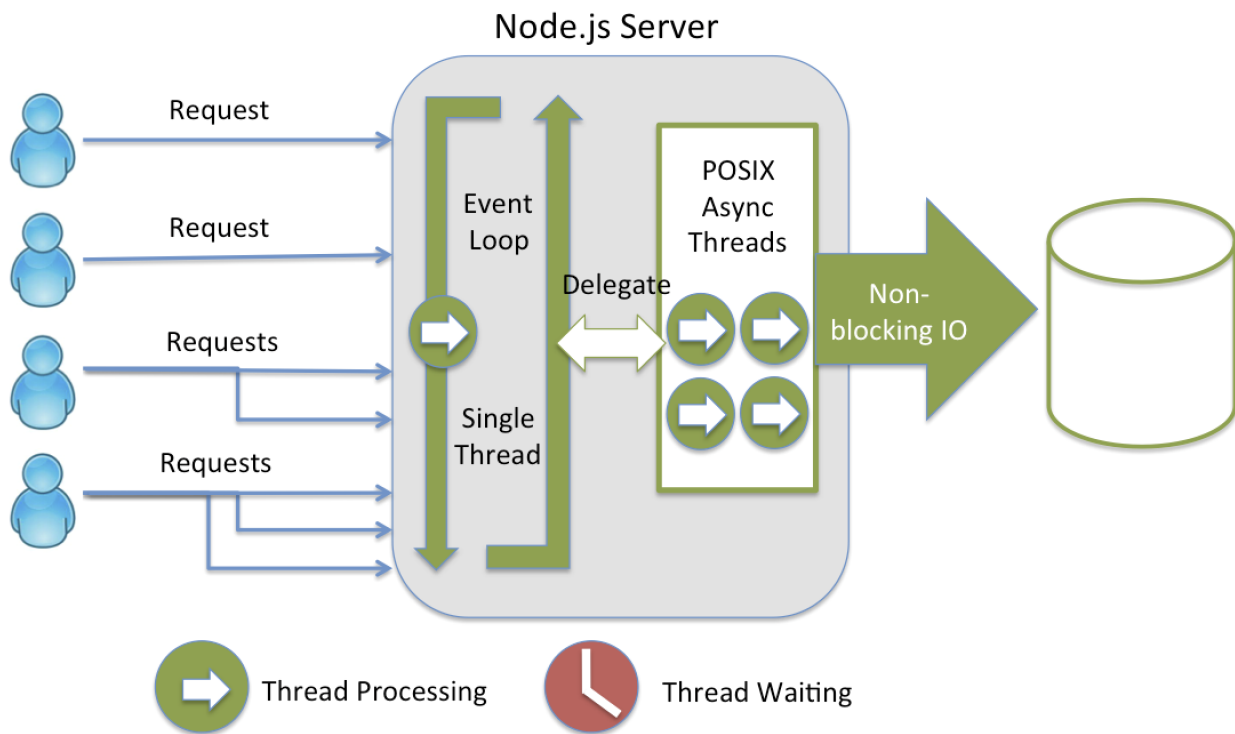 Node.js Server
Request
Request
Requests
Requests
Event
Loop
Single
Thread
Delegate
POSIX
Async
Threads
Non-
blocking IO
Thread Processing
Thread Waiting